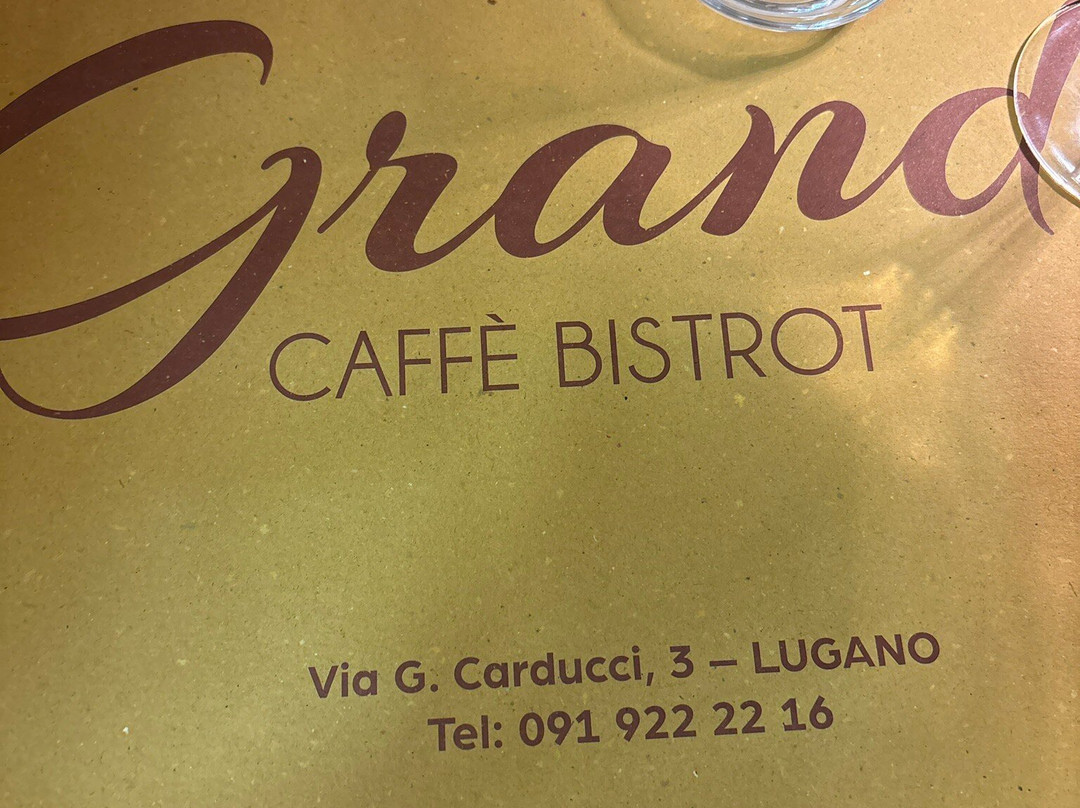 Grand
CAFFÈ BISTROT
Via G. Carducci, 3 – LUGANO
Tel: 091 922 22 16